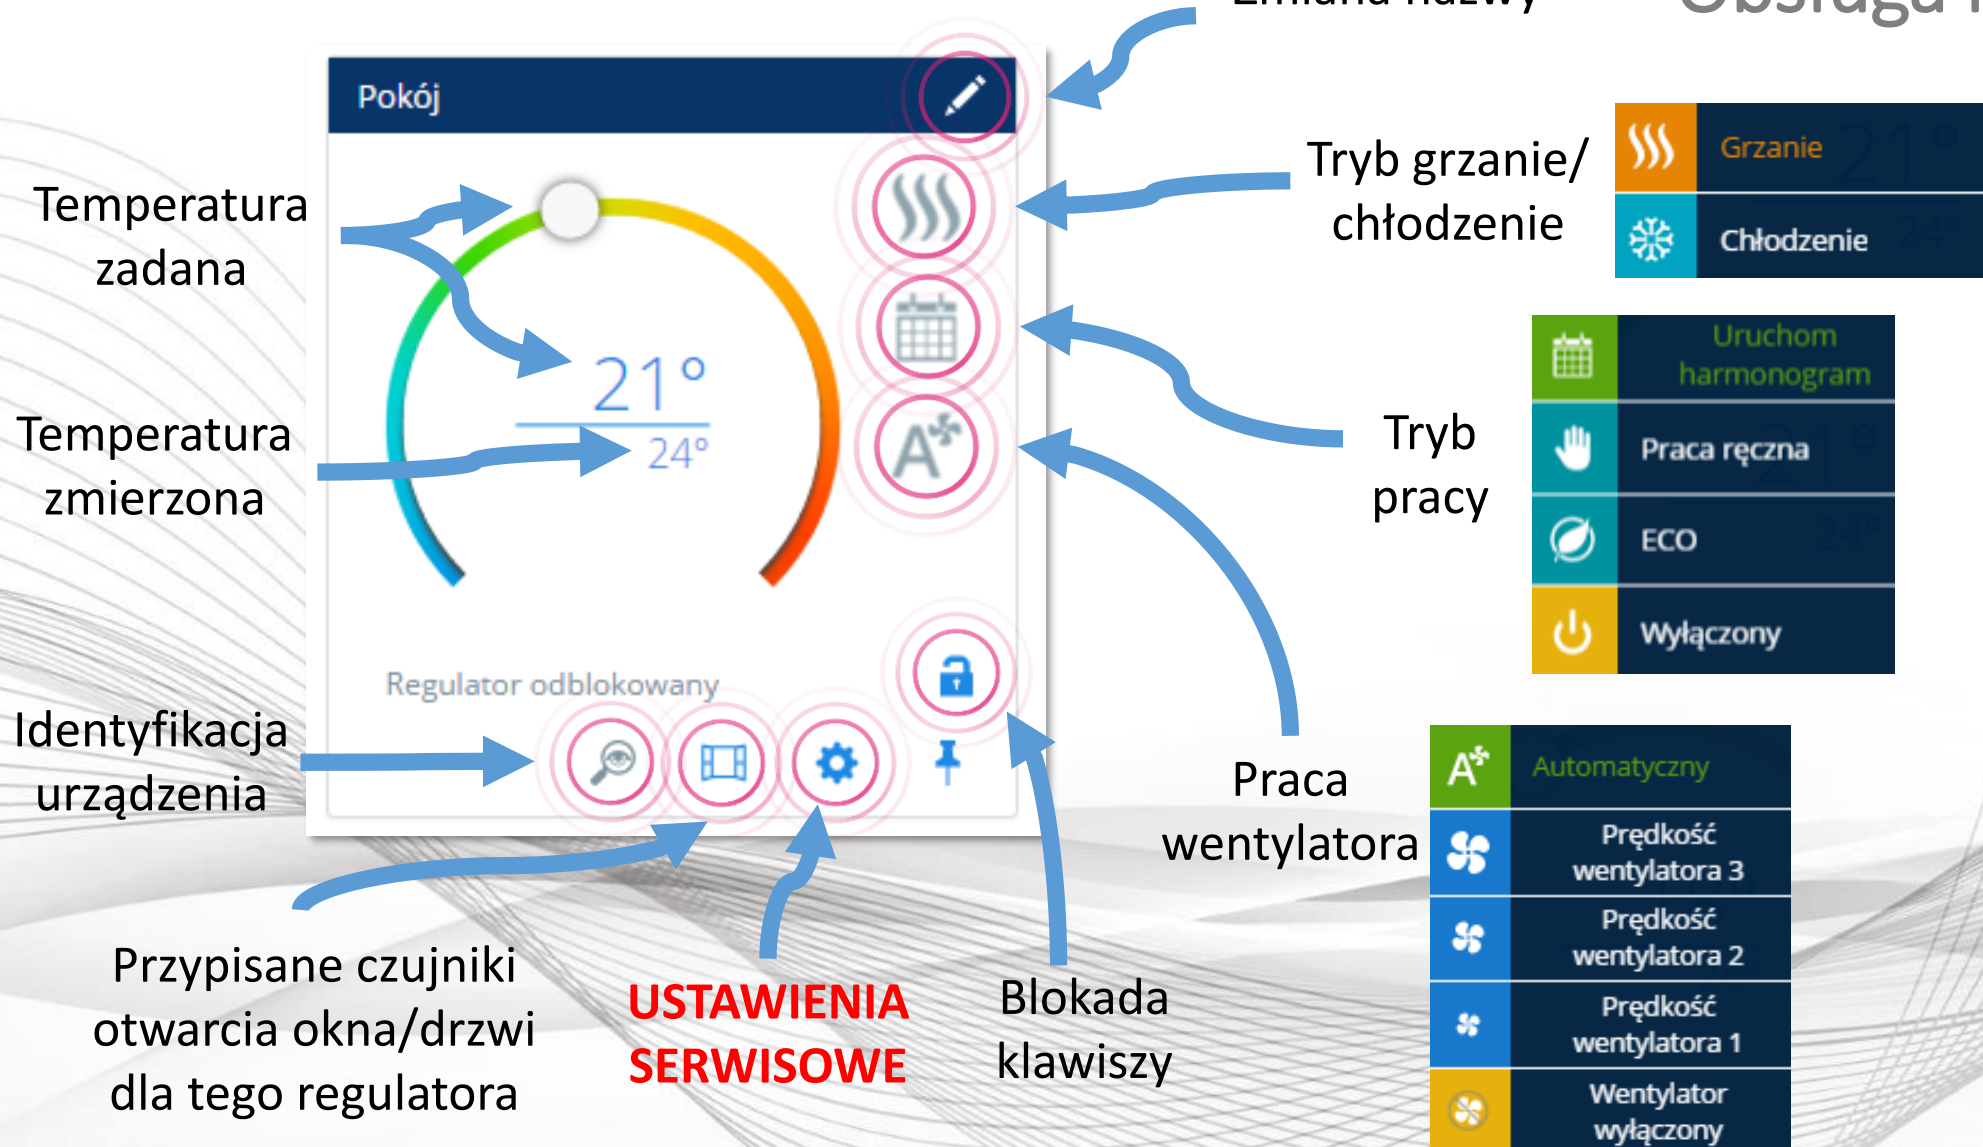 Zmiana nazwy
Obsługa
Pokój
Temperatura
zadana
21°
24°
Temperatura
zmierzona
Regulator odblokowany
Identyfikacja
urządzenia
Przypisane czujniki
otwarcia okna/drzwi
dla tego regulatora
USTAWIENIA
SERWISOWE
Blokada
klawiszy
Tryb grzanie/
chłodzenie
Grzanie
Chłodzenie
Tryb
pracy
Uruchom
harmonogram
Praca ręczna
ECO
Wyłączony
Praca
wentylatora
A
Automatyczny
Prędkość
wentylatora 3
Prędkość
wentylatora 2
Prędkość
wentylatora 1
Wentylator
wyłączony